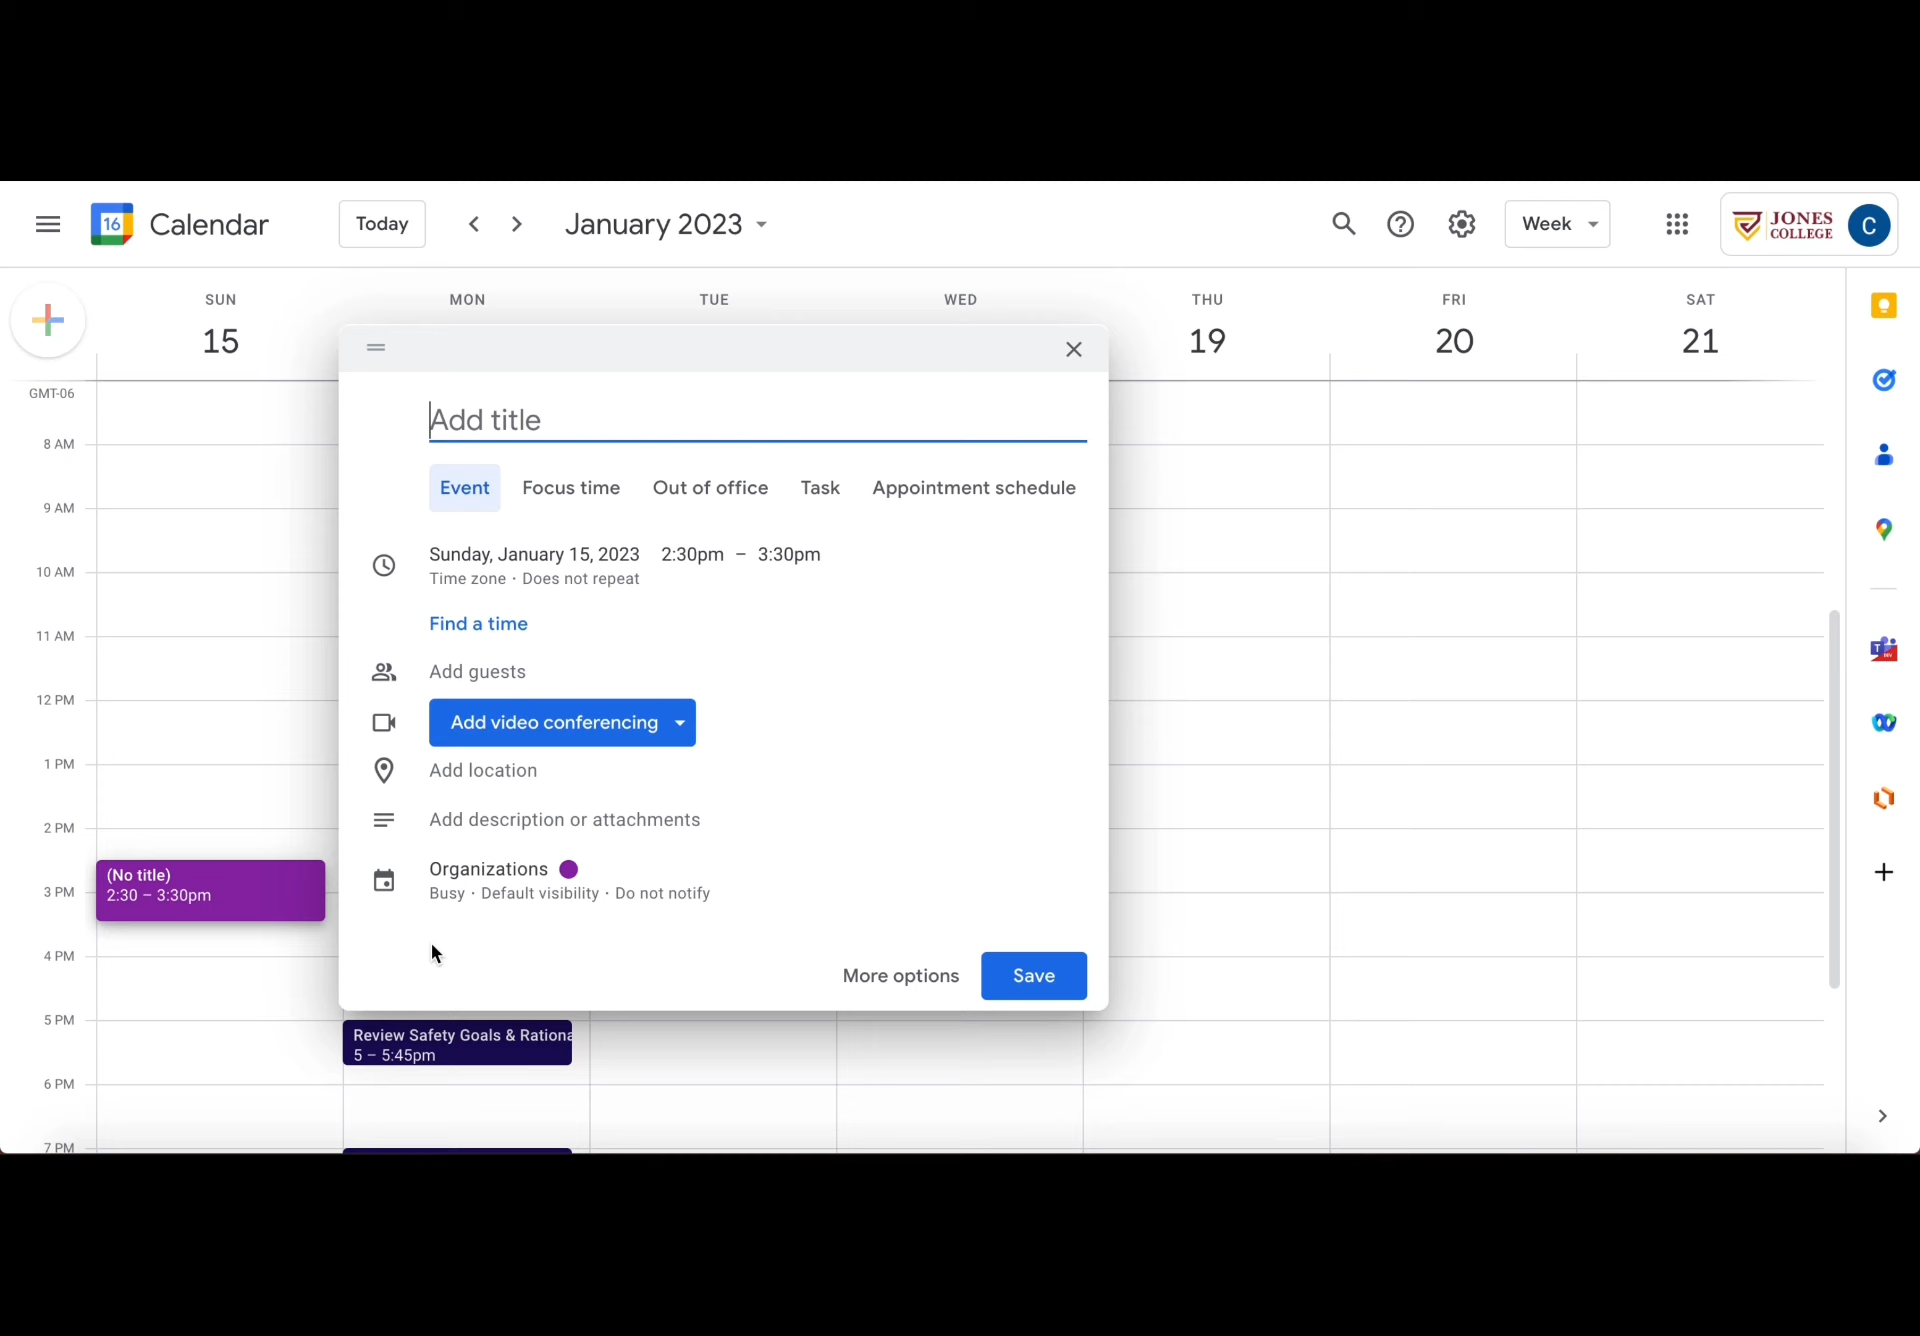 16 Calendar Today January 2023 Week JONES COLLEGE C
SUN MON TUE WED THU FRI SAT
15 19 20 21
GMT-06
8 AM
9 AM
10 AM
11 AM
12 PM
1 PM
2 PM
3 PM
4 PM
5 PM
6 PM
7 PM
(No title)
2:30 – 3:30pm
Add title
Event Focus time Out of office Task Appointment schedule
Sunday, January 15, 2023 2:30pm – 3:30pm
Time zone · Does not repeat
Find a time
Add guests
Add video conferencing
Add location
Add description or attachments
Organizations
Busy · Default visibility · Do not notify
More options Save
Review Safety Goals & Rationa
5 – 5:45pm